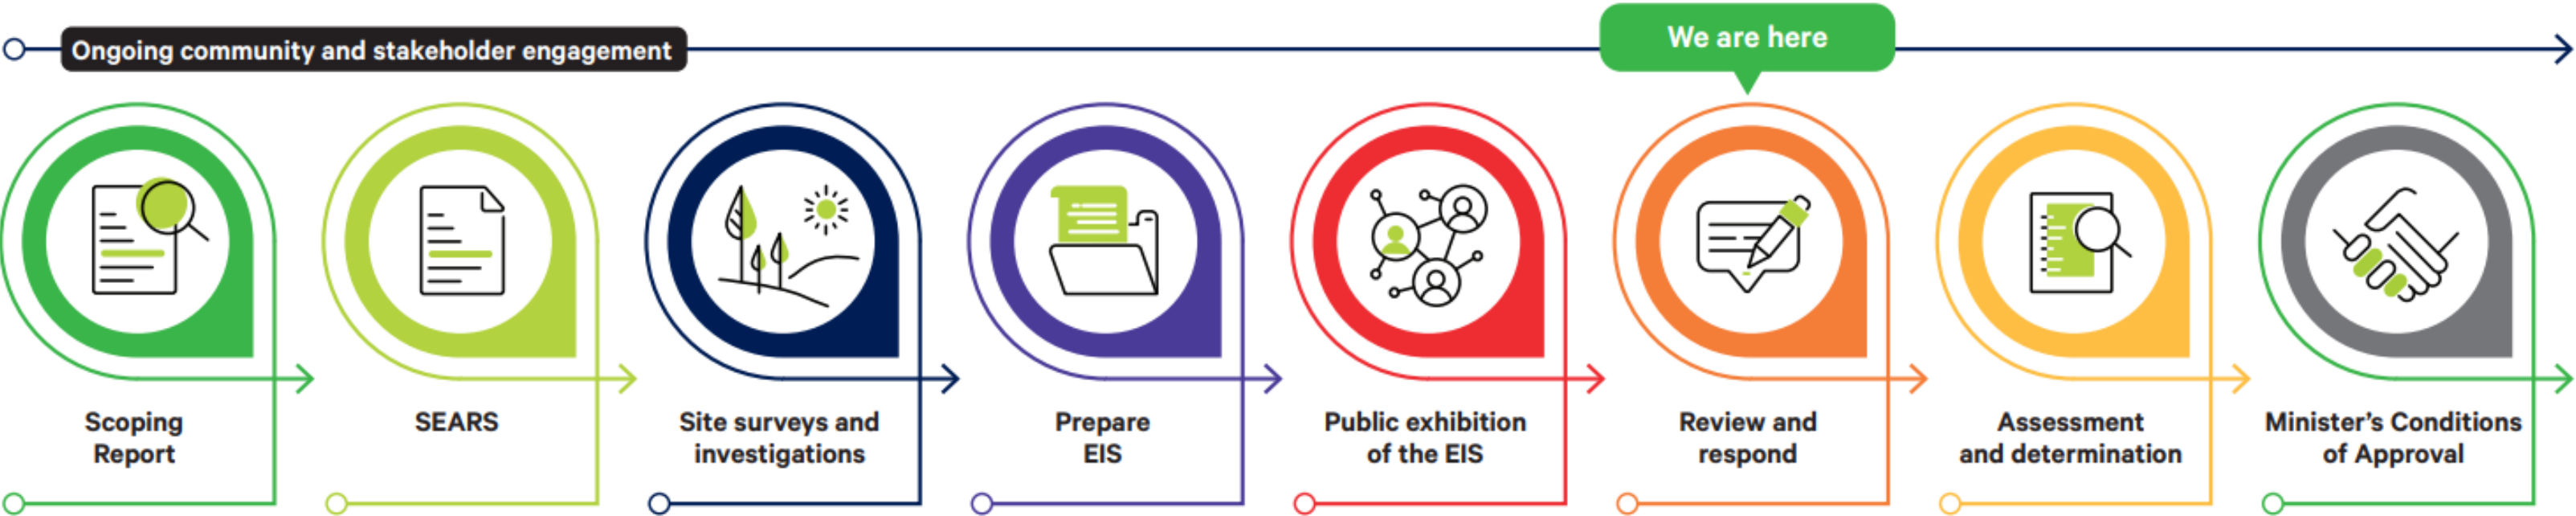 Ongoing community and stakeholder engagement
We are here
Scoping
Report
SEARS
Site surveys and
investigations
Prepare
EIS
Public exhibition
of the EIS
Review and
respond
Assessment
and determination
Minister’s Conditions
of Approval